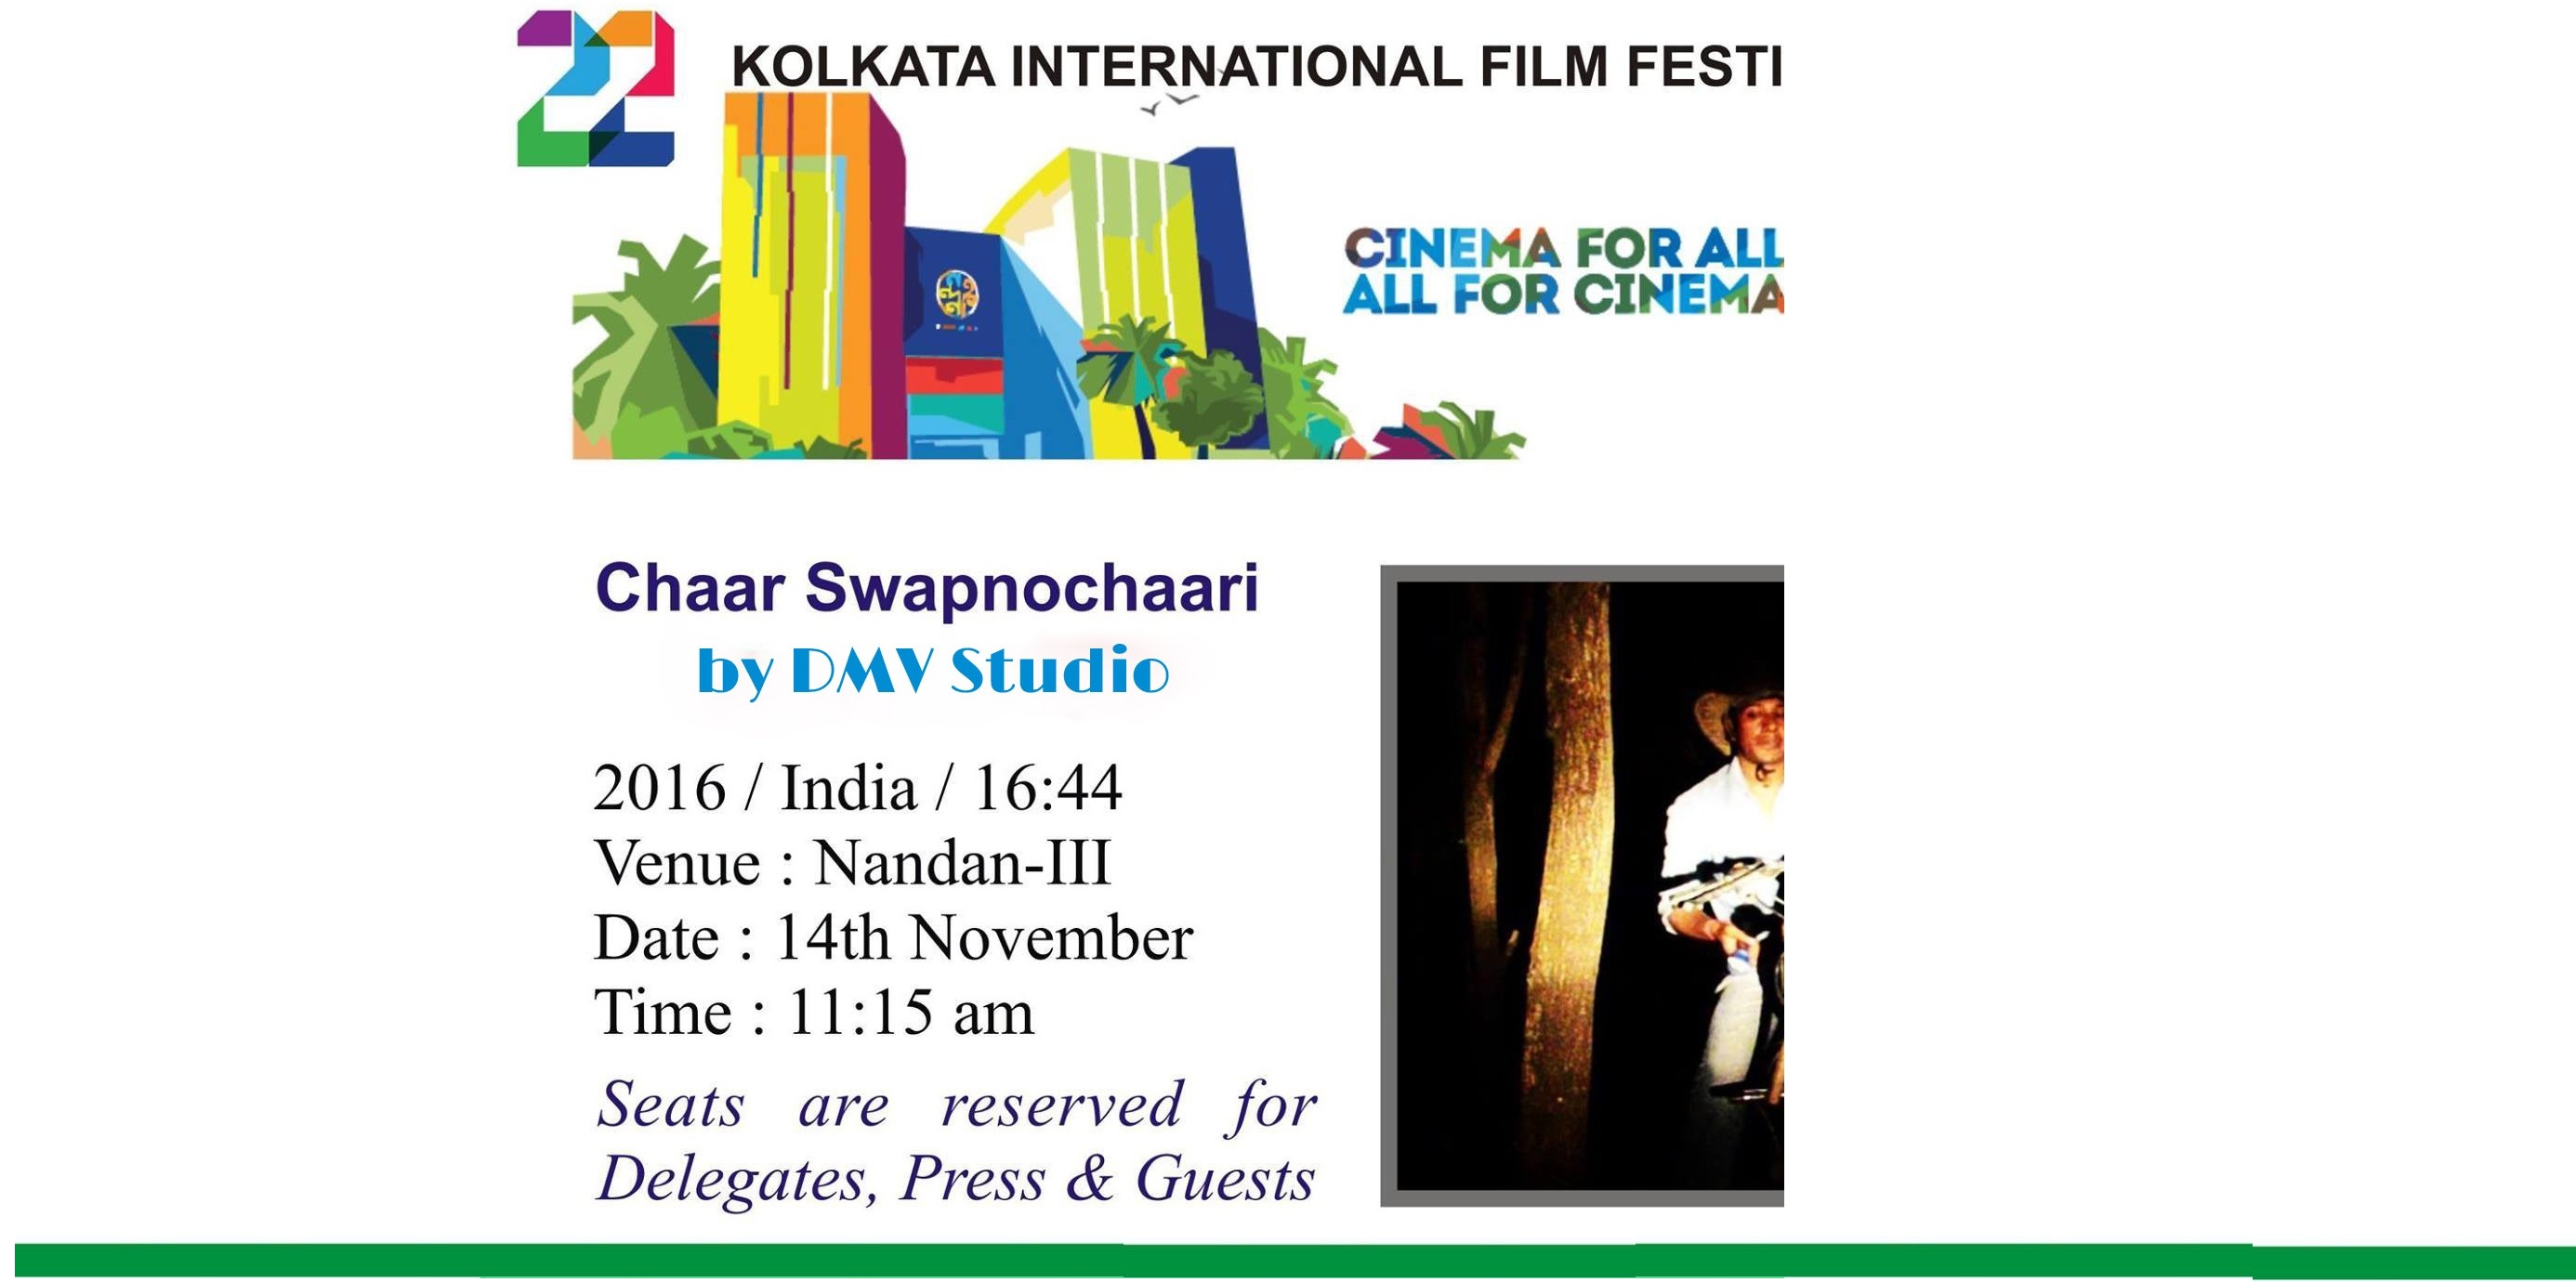 22
KOLKATA INTERNATIONAL FILM FESTI
CINEMA FOR ALL
ALL FOR CINEMA
Chaar Swapnochaari
by DMV Studio
2016 / India / 16:44
Venue : Nandan-III
Date : 14th November
Time : 11:15 am
Seats are reserved for
Delegates, Press & Guests